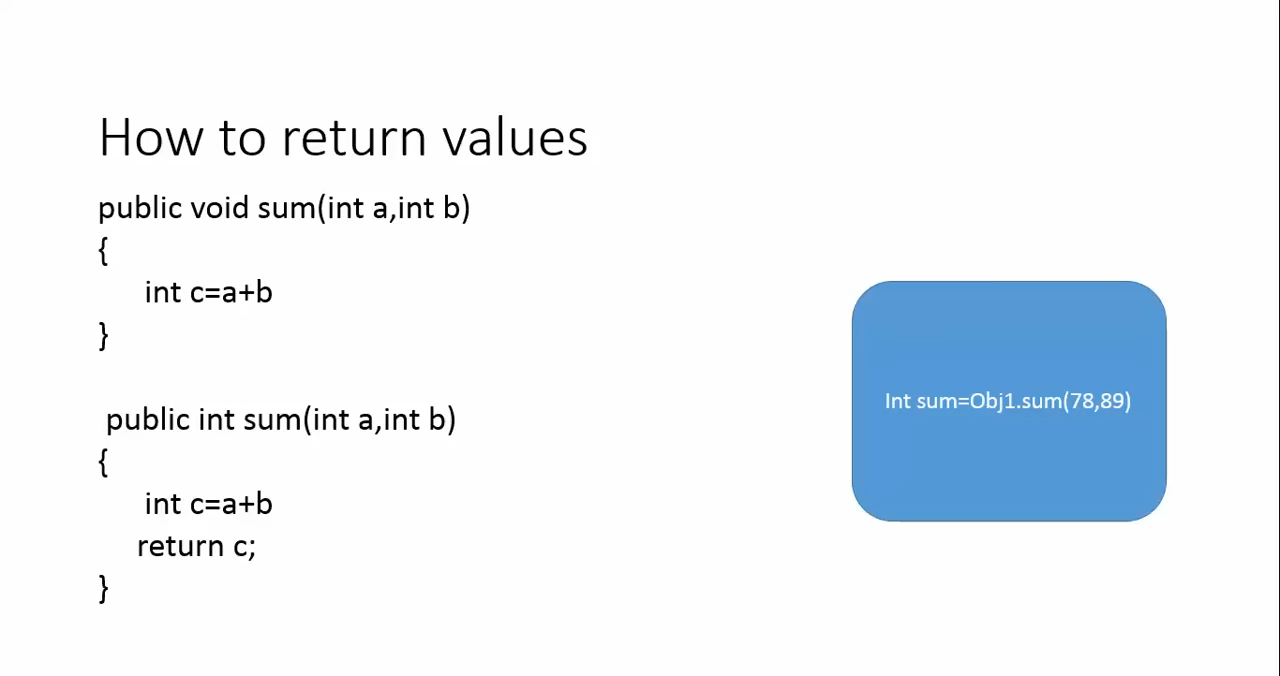 How to return values
public void sum(int a,int b)
{
int c=a+b
}
public int sum(int a,int b)
{
int c=a+b
return c;
}
Int sum=Obj1.sum(78,89)